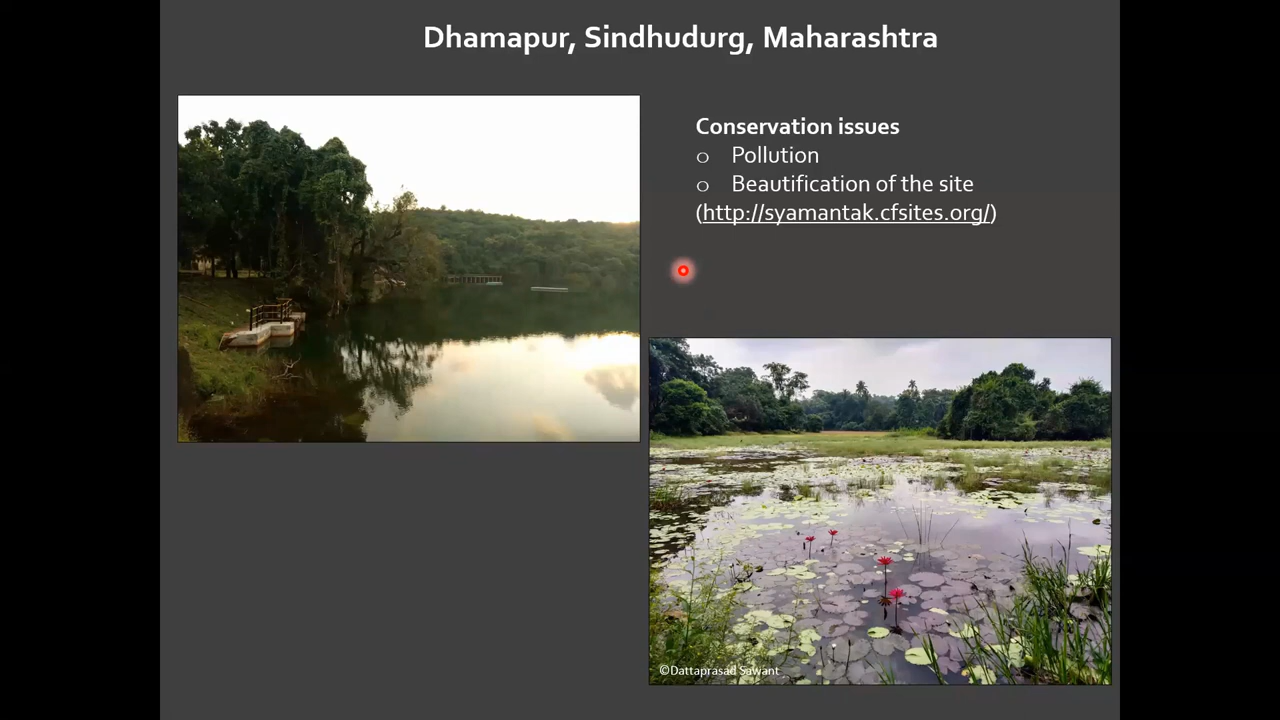 Dhamapur, Sindhudurg, Maharashtra
Conservation issues
o Pollution
o Beautification of the site
(http://syamantak.cfsites.org/)
©Dattaprasad Sawant